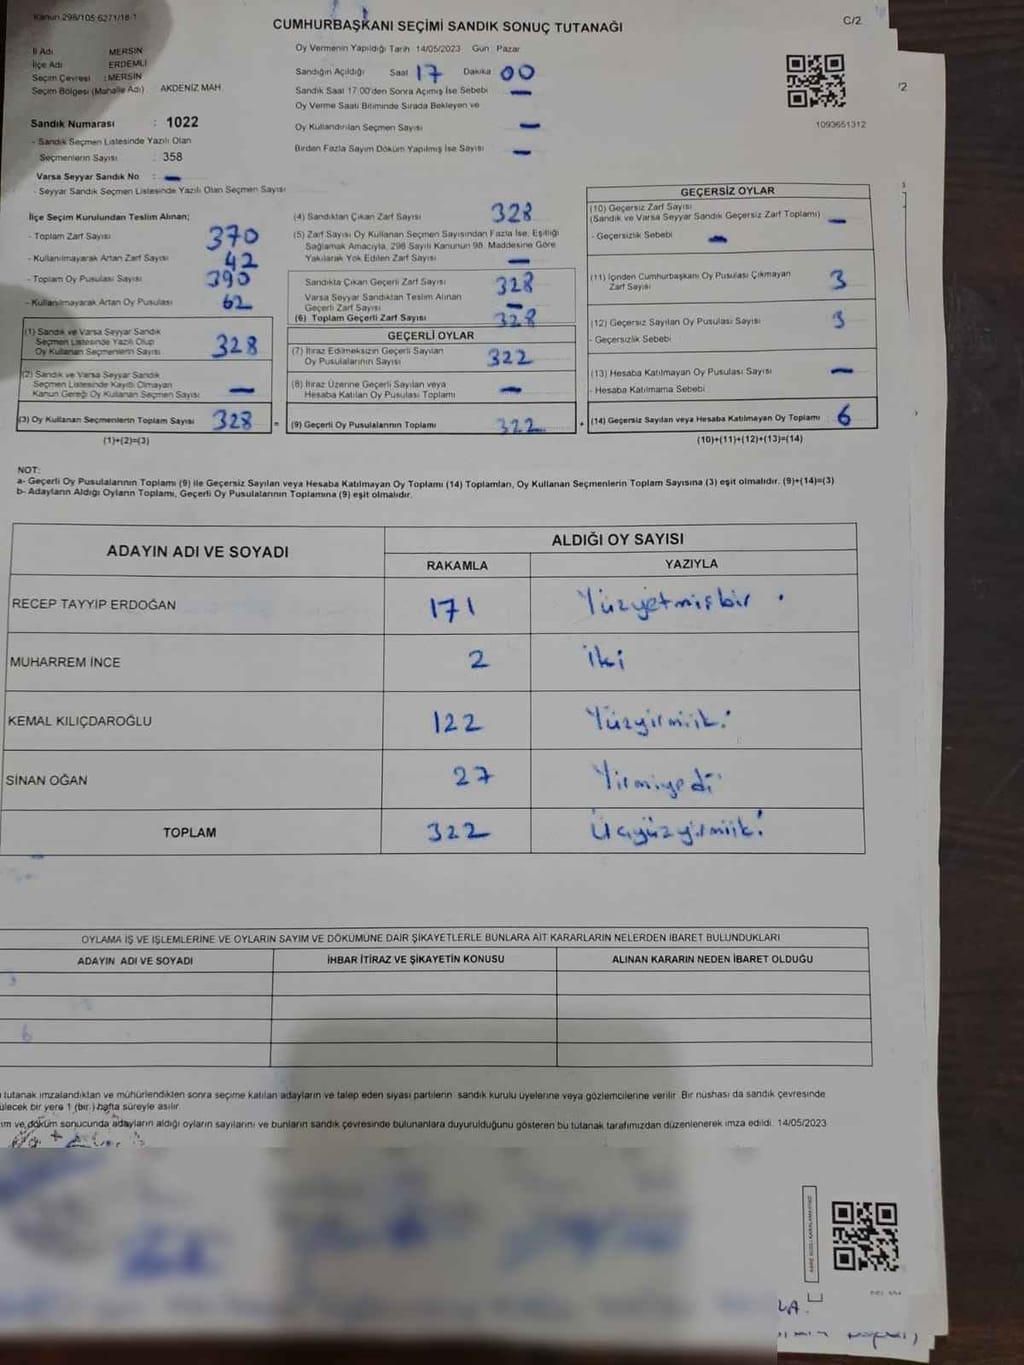 Kanun 298/105-6271/18-1
CUMHURBAŞKANI SEÇİMİ SANDIK SONUÇ TUTANAĞI
C/2
İl Adı MERSİN
İlçe Adı ERDEMLİ
Seçim Çevresi : MERSİN
Seçim Bölgesi (Mahalle Adı) AKDENİZ MAH.
Sandık Numarası : 1022
- Sandık Seçmen Listesinde Yazılı Olan
Seçmenlerin Sayısı : 358
Varsa Seyyar Sandık No : -
- Seyyar Sandık Seçmen Listesinde Yazılı Olan Seçmen Sayısı
Oy Vermenin Yapıldığı Tarih 14/05/2023 Gün Pazar
Sandığın Açıldığı Saat 17 Dakika 00
Sandık Saat 17:00'den Sonra Açımış İse Sebebi -
Oy Verme Saati Bitiminde Sırada Bekleyen ve
Oy Kullandırılan Seçmen Sayısı -
Birden Fazla Sayım Döküm Yapılmış İse Sayısı -
1093651312
/2
İlçe Seçim Kurulundan Teslim Alınan;
- Toplam Zarf Sayısı 370
- Kullanılmayarak Artan Zarf Sayısı 42
- Toplam Oy Pusulası Sayısı 390
- Kullanılmayarak Artan Oy Pusulası 62
(1) Sandık ve Varsa Seyyar Sandık
Seçmen Listesinde Yazılı Olup
Oy Kullanan Seçmenlerin Sayısı 328
(2) Sandık ve Varsa Seyyar Sandık
Seçmen Listesinde Kayıtlı Olmayan
Kanun Gereği Oy Kullanan Seçmen Sayısı -
(3) Oy Kullanan Seçmenlerin Toplam Sayısı 328 =
(1)+(2)=(3)
(4) Sandıktan Çıkan Zarf Sayısı 328
(5) Zarf Sayısı Oy Kullanan Seçmen Sayısından Fazla İse, Eşitliği
Sağlamak Amacıyla, 298 Sayılı Kanunun 98. Maddesine Göre
Yakılarak Yok Edilen Zarf Sayısı -
Sandıkta Çıkan Geçerli Zarf Sayısı 328
Varsa Seyyar Sandıktan Teslim Alınan
Geçerli Zarf Sayısı -
(6) Toplam Geçerli Zarf Sayısı 328
GEÇERLİ OYLAR
(7) İtiraz Edilmeksizin Geçerli Sayılan
Oy Pusulalarının Sayısı 322
(8) İtiraz Üzerine Geçerli Sayılan veya
Hesaba Katılan Oy Pusulası Toplamı -
(9) Geçerli Oy Pusulalarının Toplamı 322 +
GEÇERSİZ OYLAR
(10) Geçersiz Zarf Sayısı
(Sandık ve Varsa Seyyar Sandık Geçersiz Zarf Toplamı) -
- Geçersizlik Sebebi -
(11) İçinden Cumhurbaşkanı Oy Pusulası Çıkmayan
Zarf Sayısı 3
(12) Geçersiz Sayılan Oy Pusulası Sayısı 3
- Geçersizlik Sebebi
(13) Hesaba Katılmayan Oy Pusulası Sayısı -
- Hesaba Katılmama Sebebi
(14) Geçersiz Sayılan veya Hesaba Katılmayan Oy Toplamı 6
(10)+(11)+(12)+(13)=(14)
NOT:
a- Geçerli Oy Pusulalarının Toplamı (9) ile Geçersiz Sayılan veya Hesaba Katılmayan Oy Toplamı (14) Toplamları, Oy Kullanan Seçmenlerin Toplam Sayısına (3) eşit olmalıdır. (9)+(14)=(3)
b- Adayların Aldığı Oyların Toplamı, Geçerli Oy Pusulalarının Toplamına (9) eşit olmalıdır.
ADAYIN ADI VE SOYADI ALDIĞI OY SAYISI
RAKAMLA YAZIYLA
RECEP TAYYİP ERDOĞAN 171 Yüzyetmişbir
MUHARREM İNCE 2 iki
KEMAL KILIÇDAROĞLU 122 Yüzyirmiiki
SİNAN OĞAN 27 Yirmiyedi
TOPLAM 322 Üçyüzyirmiiki
OYLAMA İŞ VE İŞLEMLERİNE VE OYLARIN SAYIM VE DÖKÜMÜNE DAİR ŞİKAYETLERLE BUNLARA AİT KARARLARIN NELERDEN İBARET BULUNDUKLARI
ADAYIN ADI VE SOYADI İHBAR İTİRAZ VE ŞİKAYETİN KONUSU ALINAN KARARIN NEDEN İBARET OLDUĞU
tutanak imzalandıktan ve mühürlendikten sonra seçime katılan adayların ve talep eden siyasi partilerin sandık kurulu üyelerine veya gözlemcilerine verilir. Bir nüshası da sandık çevresinde
ülecek bir yere 1 (bir ) hafta süreyle asılır.
ım ve döküm sonucunda adayların aldığı oyların sayılarını ve bunların sandık çevresinde bulunanlara duyurulduğunu gösteren bu tutanak tarafımızdan düzenlenerek imza edildi. 14/05/2023